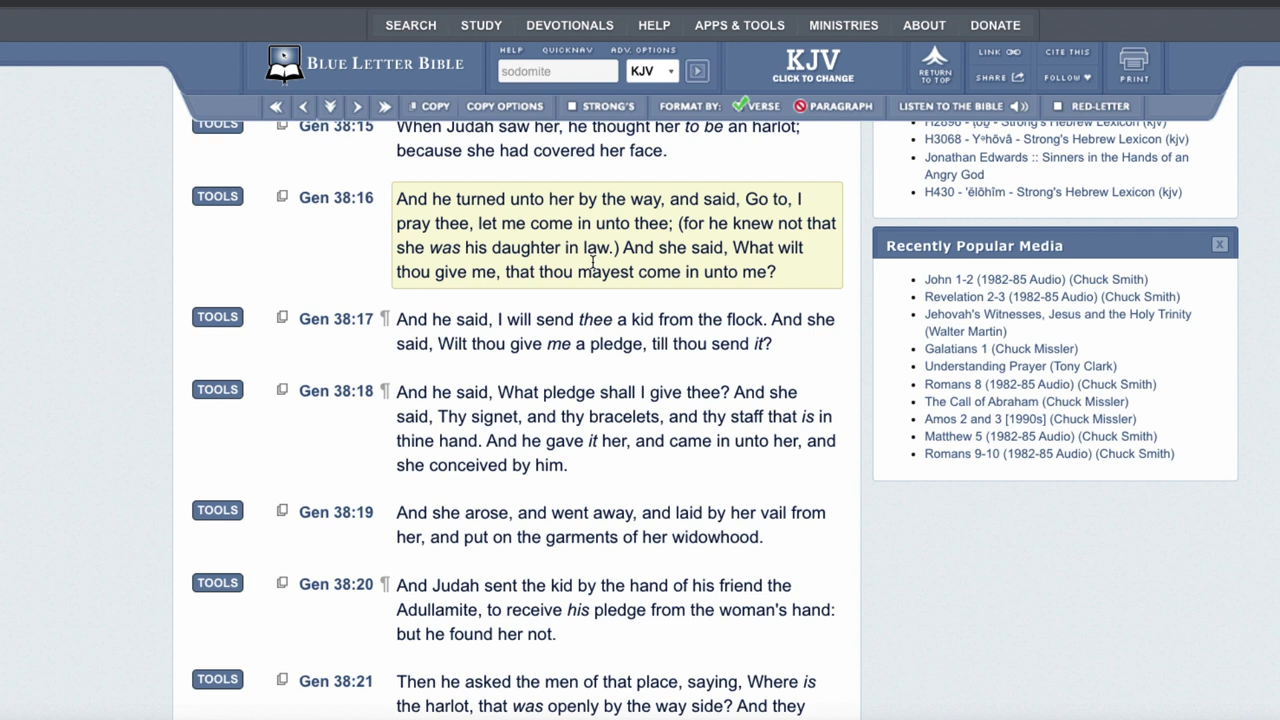 SEARCH STUDY DEVOTIONALS HELP APPS & TOOLS MINISTRIES ABOUT DONATE
BLUE LETTER BIBLE
HELP QUICKNAV ADV. OPTIONS
sodomite KJV
KJV
CLICK TO CHANGE
RETURN
TO TOP
LINK
SHARE
CITE THIS
FOLLOW
PRINT
COPY COPY OPTIONS STRONG'S FORMAT BY: VERSE PARAGRAPH LISTEN TO THE BIBLE RED-LETTER
TOOLS Gen 38:15 When Judah saw her, he thought her to be an harlot;
because she had covered her face.
TOOLS Gen 38:16 And he turned unto her by the way, and said, Go to, I
pray thee, let me come in unto thee; (for he knew not that
she was his daughter in law.) And she said, What wilt
thou give me, that thou mayest come in unto me?
TOOLS Gen 38:17 ¶ And he said, I will send thee a kid from the flock. And she
said, Wilt thou give me a pledge, till thou send it?
TOOLS Gen 38:18 ¶ And he said, What pledge shall I give thee? And she
said, Thy signet, and thy bracelets, and thy staff that is in
thine hand. And he gave it her, and came in unto her, and
she conceived by him.
TOOLS Gen 38:19 And she arose, and went away, and laid by her vail from
her, and put on the garments of her widowhood.
TOOLS Gen 38:20 ¶ And Judah sent the kid by the hand of his friend the
Adullamite, to receive his pledge from the woman's hand:
but he found her not.
TOOLS Gen 38:21 Then he asked the men of that place, saying, Where is
the harlot, that was openly by the way side? And they
H2896 - ṭôḇ - Strong's Hebrew Lexicon (kjv)
H3068 - Yᵊhōvâ - Strong's Hebrew Lexicon (kjv)
Jonathan Edwards :: Sinners in the Hands of an
Angry God
H430 - 'ĕlōhîm - Strong's Hebrew Lexicon (kjv)
Recently Popular Media X
John 1-2 (1982-85 Audio) (Chuck Smith)
Revelation 2-3 (1982-85 Audio) (Chuck Smith)
Jehovah's Witnesses, Jesus and the Holy Trinity
(Walter Martin)
Galatians 1 (Chuck Missler)
Understanding Prayer (Tony Clark)
Romans 8 (1982-85 Audio) (Chuck Smith)
The Call of Abraham (Chuck Missler)
Amos 2 and 3 [1990s] (Chuck Missler)
Matthew 5 (1982-85 Audio) (Chuck Smith)
Romans 9-10 (1982-85 Audio) (Chuck Smith)